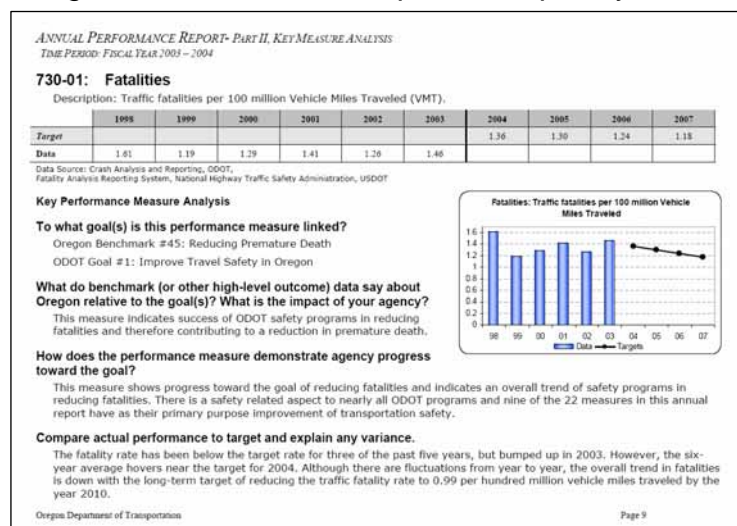 ANNUAL PERFORMANCE REPORT- PART II, KEY MEASURE ANALYSIS
TIME PERIOD: FISCAL YEAR 2003 – 2004
730-01: Fatalities
Description: Traffic fatalities per 100 million Vehicle Miles Traveled (VMT).
1998 1999 2000 2001 2002 2003 2004 2005 2006 2007
Target 1.36 1.30 1.24 1.18
Data 1.61 1.19 1.29 1.41 1.26 1.46
Data Source: Crash Analysis and Reporting, ODOT,
Fatality Analysis Reporting System, National Highway Traffic Safety Administration, USDOT
Key Performance Measure Analysis
To what goal(s) is this performance measure linked?
Oregon Benchmark #45: Reducing Premature Death
ODOT Goal #1: Improve Travel Safety in Oregon
What do benchmark (or other high-level outcome) data say about
Oregon relative to the goal(s)? What is the impact of your agency?
This measure indicates success of ODOT safety programs in reducing
fatalities and therefore contributing to a reduction in premature death.
Fatalities: Traffic fatalities per 100 million Vehicle
Miles Traveled
1.6
1.4
1.2
1
0.8
0.6
0.4
0.2
0
98 99 00 01 02 03 04 05 06 07
Data Targets
How does the performance measure demonstrate agency progress
toward the goal?
This measure shows progress toward the goal of reducing fatalities and indicates an overall trend of safety programs in
reducing fatalities. There is a safety related aspect to nearly all ODOT programs and nine of the 22 measures in this annual
report have as their primary purpose improvement of transportation safety.
Compare actual performance to target and explain any variance.
The fatality rate has been below the target rate for three of the past five years, but bumped up in 2003. However, the six-
year average hovers near the target for 2004. Although there are fluctuations from year to year, the overall trend in fatalities
is down with the long-term target of reducing the traffic fatality rate to 0.99 per hundred million vehicle miles traveled by the
year 2010.
Oregon Department of Transportation Page 9